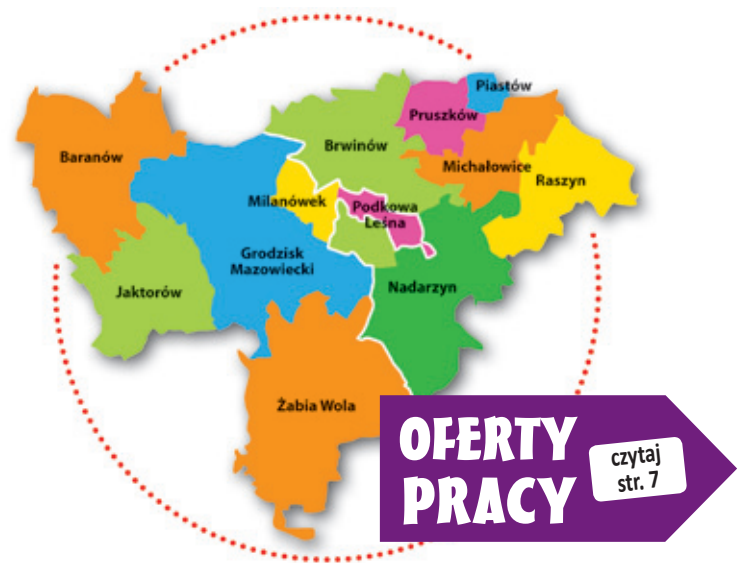 Piastów
Pruszków
Brwinów
Baranów
Michałowice
Raszyn
Milanówek
Podkowa
Leśna
Grodzisk
Mazowiecki
Jaktorów
Nadarzyn
Żabia Wola
OFERTY
PRACY
czytaj
str. 7